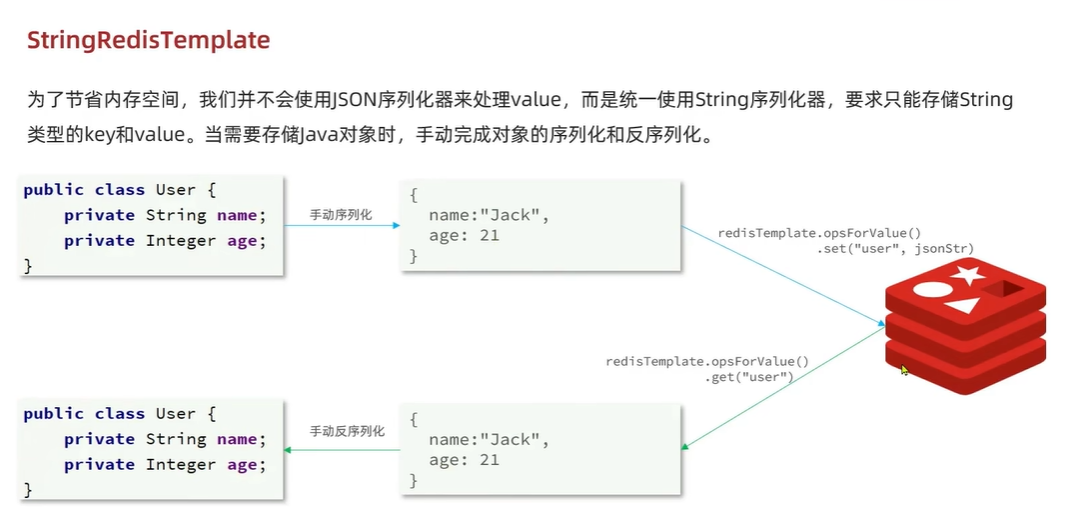 StringRedisTemplate
为了节省内存空间，我们并不会使用JSON序列化器来处理value，而是统一使用String序列化器，要求只能存储String
类型的key和value。当需要存储Java对象时，手动完成对象的序列化和反序列化。
public class User {
    private String name;
    private Integer age;
}
手动序列化
{
  name:"Jack",
  age: 21
}
redisTemplate.opsForValue()
.set("user", jsonStr)
redisTemplate.opsForValue()
.get("user")
public class User {
    private String name;
    private Integer age;
}
手动反序列化
{
  name:"Jack",
  age: 21
}